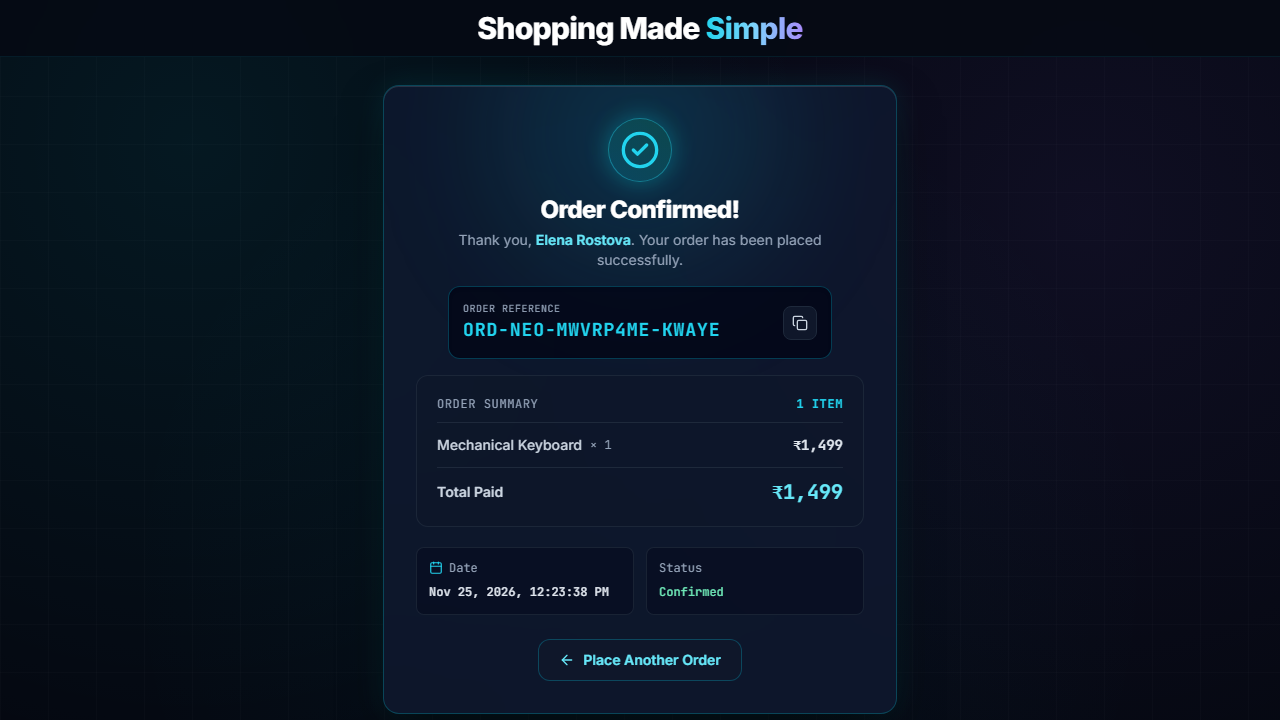 Shopping Made Simple
Order Confirmed!
Thank you, Elena Rostova. Your order has been placed
successfully.
ORDER REFERENCE
ORD-NEO-MWVRP4ME-KWAYE
ORDER SUMMARY 1 ITEM
Mechanical Keyboard × 1 ₹1,499
Total Paid ₹1,499
Date
Nov 25, 2026, 12:23:38 PM
Status
Confirmed
Place Another Order